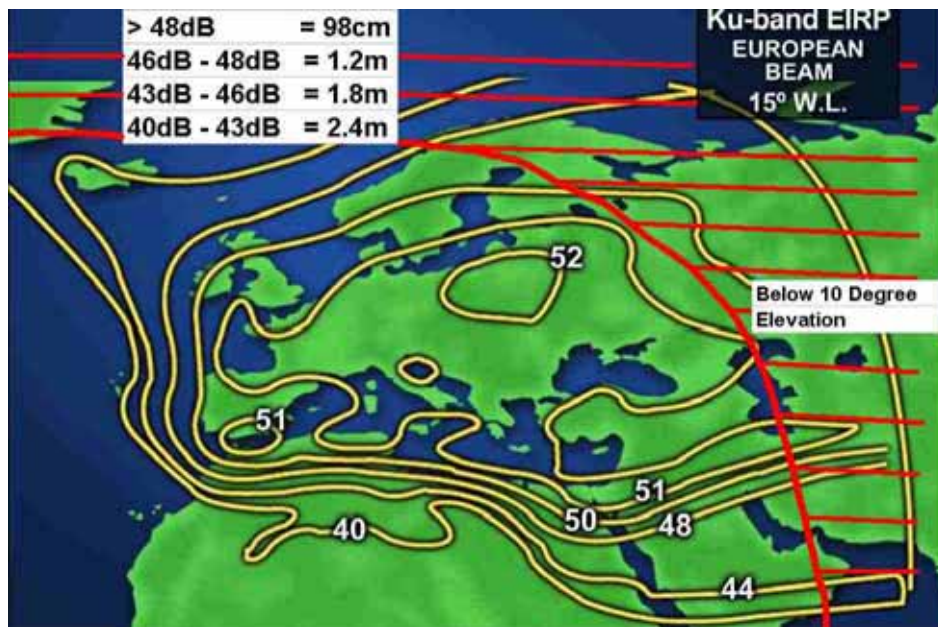 > 48dB = 98cm
46dB - 48dB = 1.2m
43dB - 46dB = 1.8m
40dB - 43dB = 2.4m
Ku-band EIRP
EUROPEAN
BEAM
15º W.L.
52
Below 10 Degree
Elevation
51
51
50
48
40
44